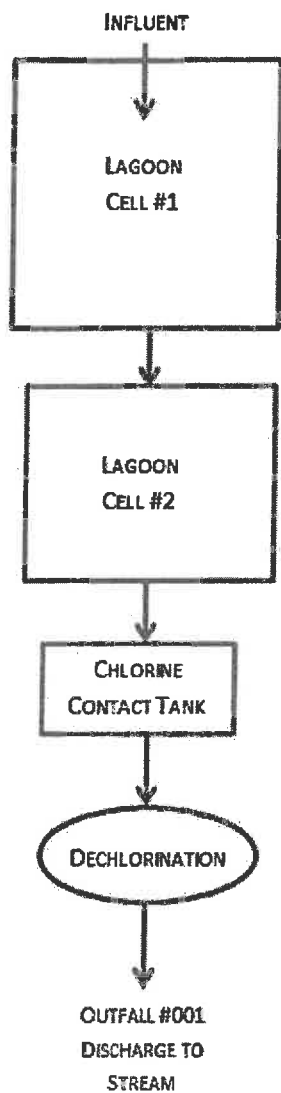 INFLUENT
LAGOON
CELL #1
LAGOON
CELL #2
CHLORINE
CONTACT TANK
DECHLORINATION
OUTFALL #001
DISCHARGE TO
STREAM